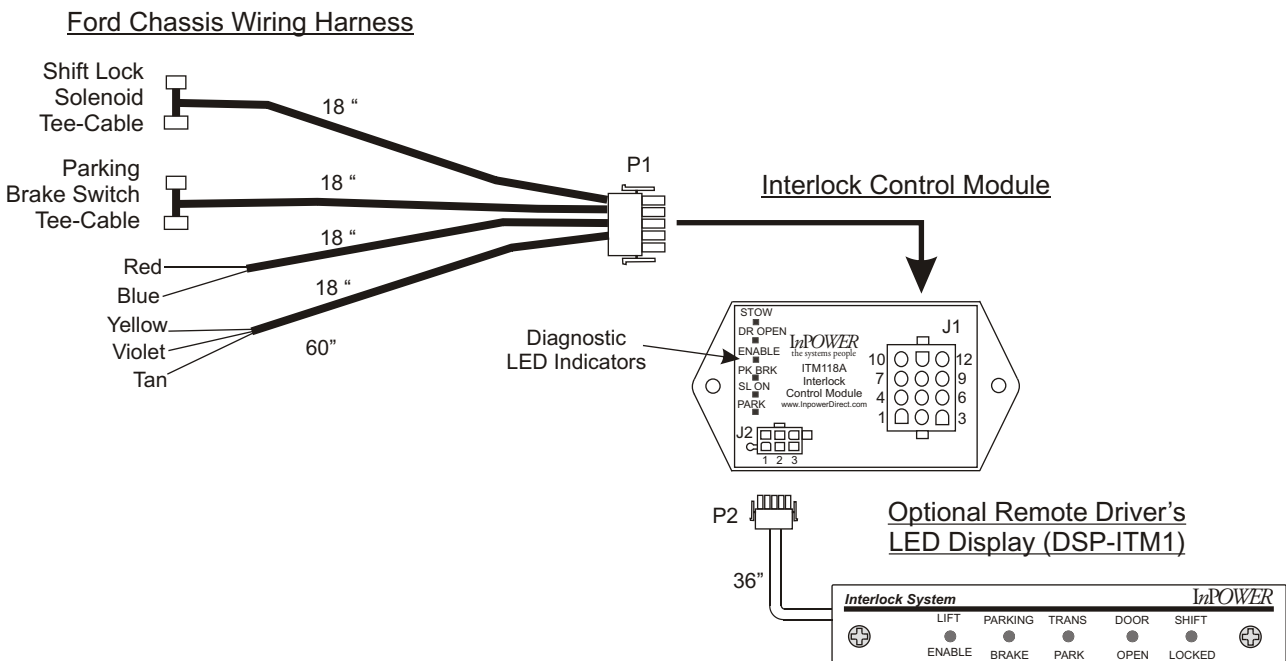 Ford Chassis Wiring Harness
Shift Lock
Solenoid
Tee-Cable
18 “
Parking
Brake Switch
Tee-Cable
18 “
P1
Interlock Control Module
Red
Blue
18 “
Yellow
Violet
Tan
18 “
60”
Diagnostic
LED Indicators
STOW
DR OPEN
ENABLE
PK BRK
SL ON
PARK
InPOWER
the systems people
ITM118A
Interlock
Control Module
www.InpowerDirect.com
J1
10 12
7 9
4 6
1 3
J2
1 2 3
P2
36”
Optional Remote Driver’s
LED Display (DSP-ITM1)
Interlock System
InPOWER
LIFT PARKING TRANS DOOR SHIFT
ENABLE BRAKE PARK OPEN LOCKED